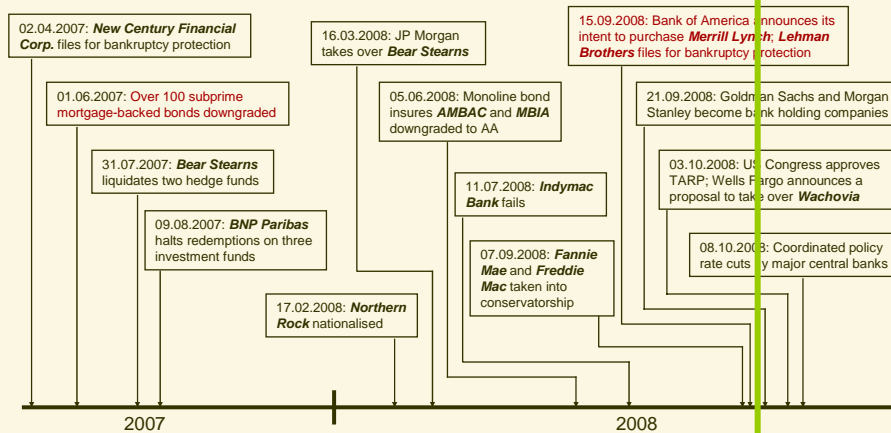 02.04.2007: New Century Financial
Corp. files for bankruptcy protection
01.06.2007: Over 100 subprime
mortgage-backed bonds downgraded
31.07.2007: Bear Stearns
liquidates two hedge funds
09.08.2007: BNP Paribas
halts redemptions on three
investment funds
17.02.2008: Northern
Rock nationalised
16.03.2008: JP Morgan
takes over Bear Stearns
05.06.2008: Monoline bond
insures AMBAC and MBIA
downgraded to AA
11.07.2008: Indymac
Bank fails
07.09.2008: Fannie
Mae and Freddie
Mac taken into
conservatorship
15.09.2008: Bank of America announces its
intent to purchase Merrill Lynch; Lehman
Brothers files for bankruptcy protection
21.09.2008: Goldman Sachs and Morgan
Stanley become bank holding companies
03.10.2008: US Congress approves
TARP; Wells Fargo announces a
proposal to take over Wachovia
08.10.2008: Coordinated policy
rate cuts by major central banks
2007
2008